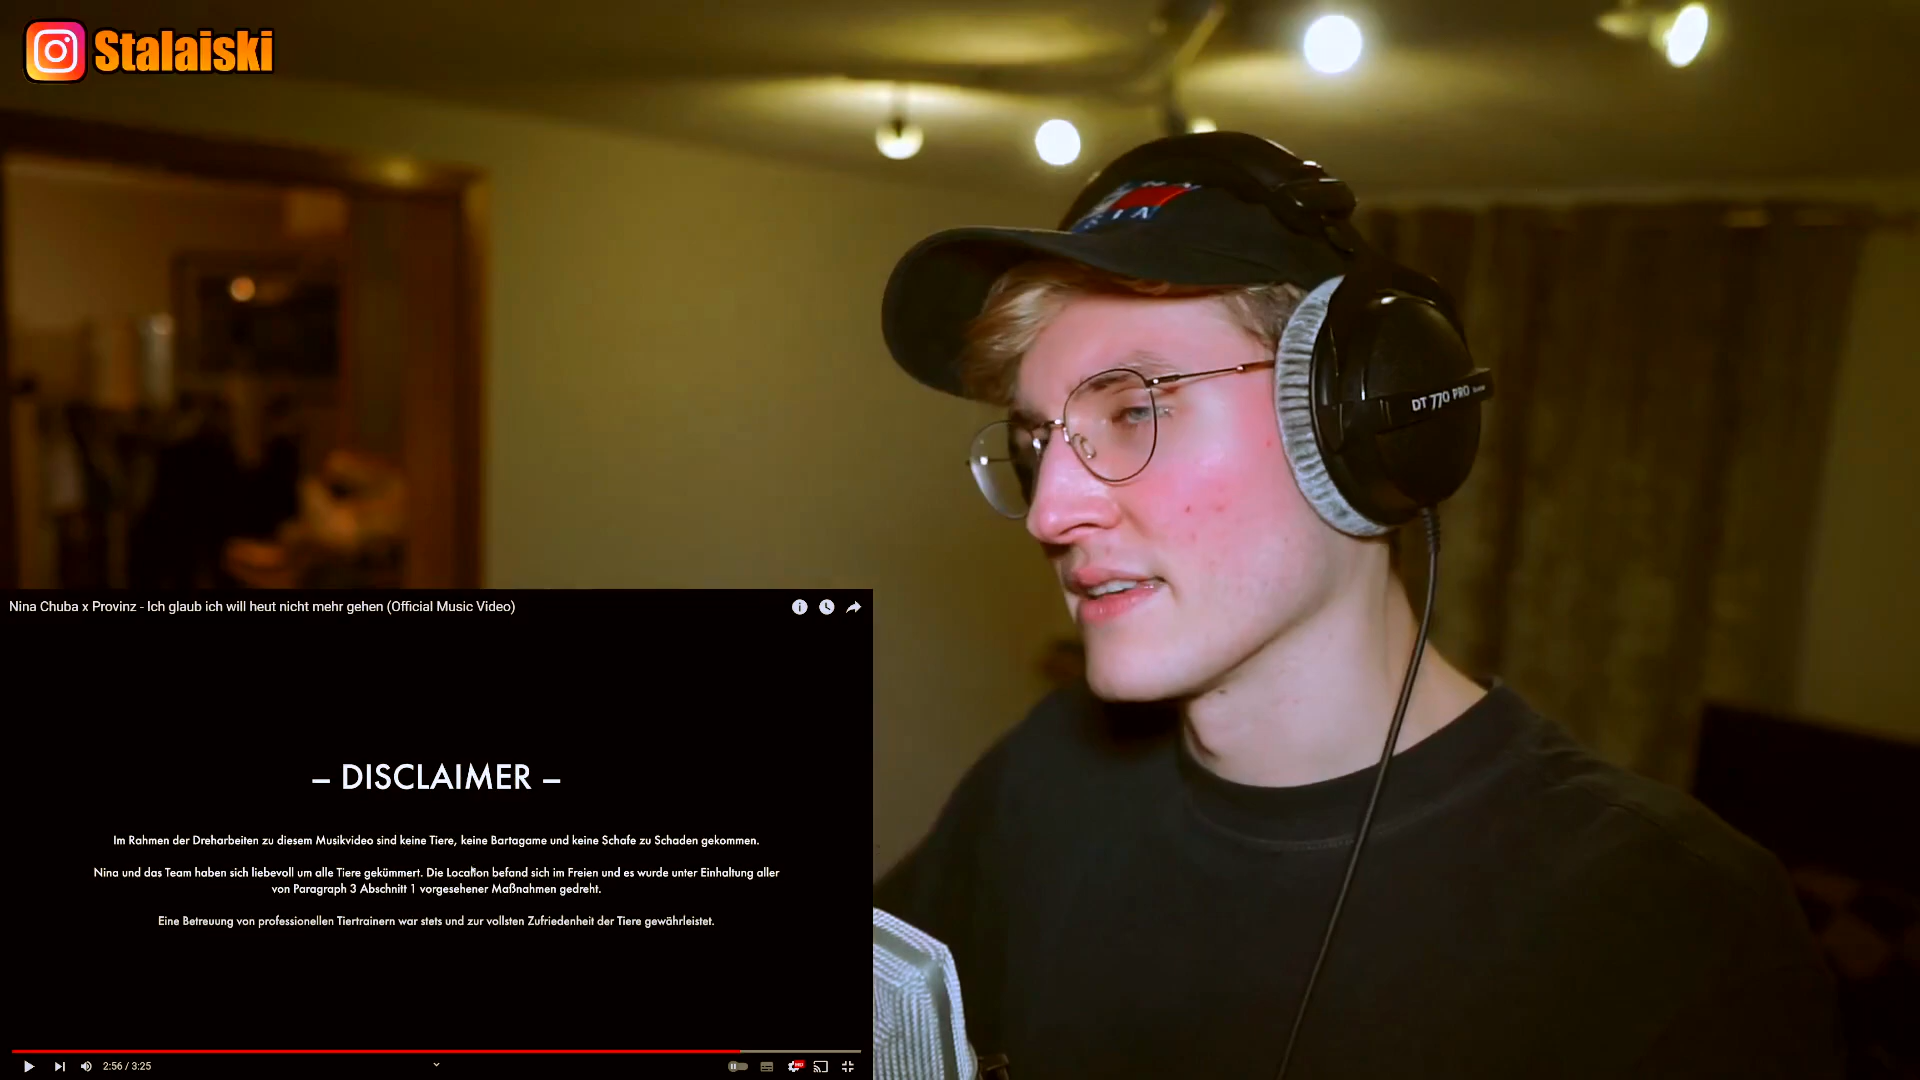 Stalaiski
DT 770 PRO
Nina Chuba x Provinz - Ich glaub ich will heut nicht mehr gehen (Official Music Video)
– DISCLAIMER –
Im Rahmen der Dreharbeiten zu diesem Musikvideo sind keine Tiere, keine Bartagame und keine Schafe zu Schaden gekommen.
Nina und das Team haben sich liebevoll um alle Tiere gekümmert. Die Location befand sich im Freien und es wurde unter Einhaltung aller
von Paragraph 3 Abschnitt 1 vorgesehener Maßnahmen gedreht.
Eine Betreuung von professionellen Tiertrainern war stets und zur vollsten Zufriedenheit der Tiere gewährleistet.
2:56 / 3:25